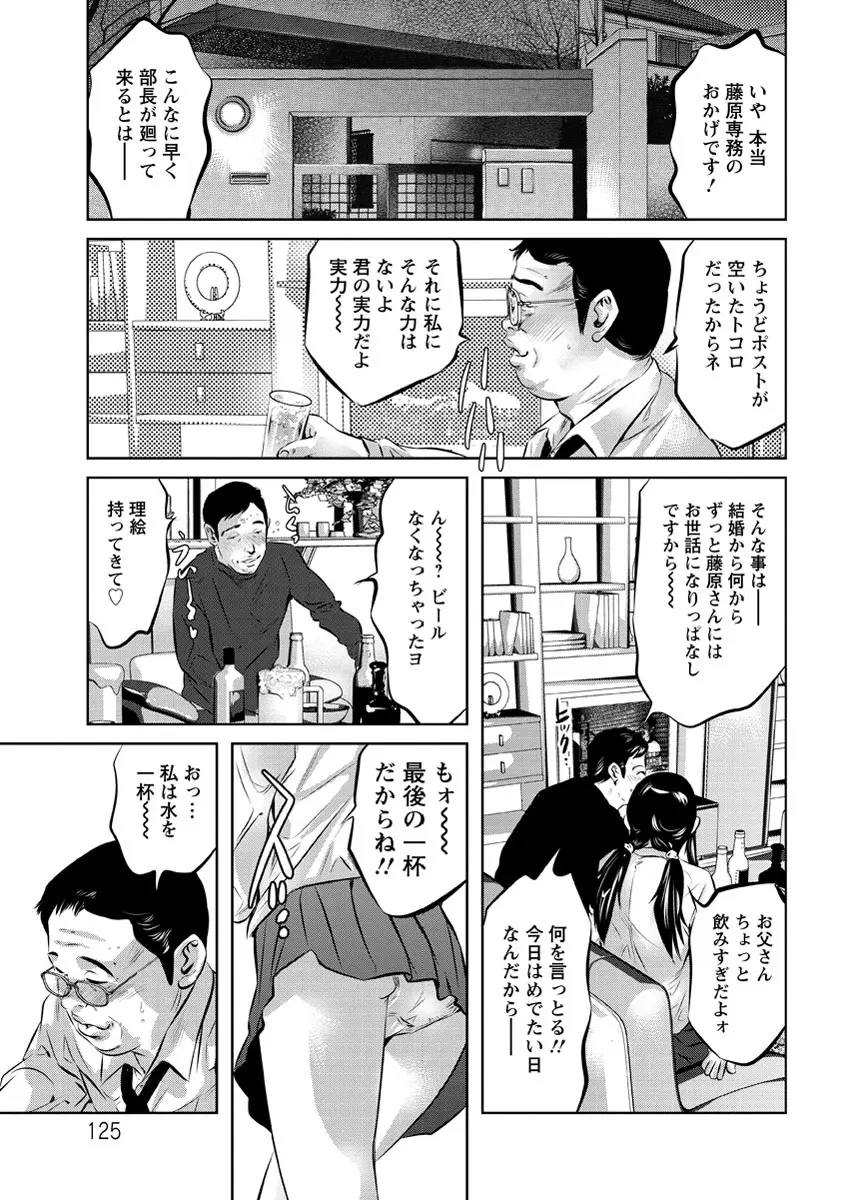 いや 本当
藤原専務の
おかげです!
こんなに早く
部長が廻って
来るとは──
ちょうどポストが
空いたトコロ
だったからネ
それに私に
そんな力は
ないよ
君の実力だよ
実力〜〜
そんな事は──
結婚から何から
ずっと藤原さんには
お世話になりっぱなし
ですから〜〜
ヒック…
お父さん
ちょっと
飲みすぎだよォ
何を言っとる!!
今日はめでたい日
なんだから──
ん〜〜〜? ビール
なくなっちゃったヨ
理絵
持ってきて♡
もォ〜〜
最後の一杯
だからね!!
おっ…
私は水を
一杯〜〜
125